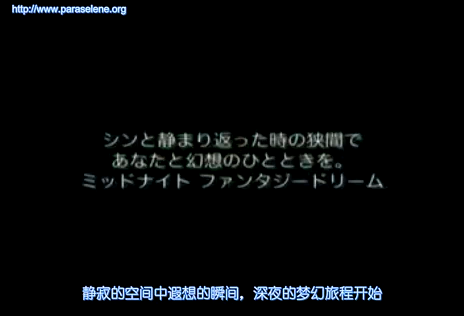 http://www.paraselene.org
シンと静まり返った時の狭間で
あなたと幻想のひとときを。
ミッドナイト ファンタジードリーム
静寂的空间中遐想的瞬间，深夜的梦幻旅程开始